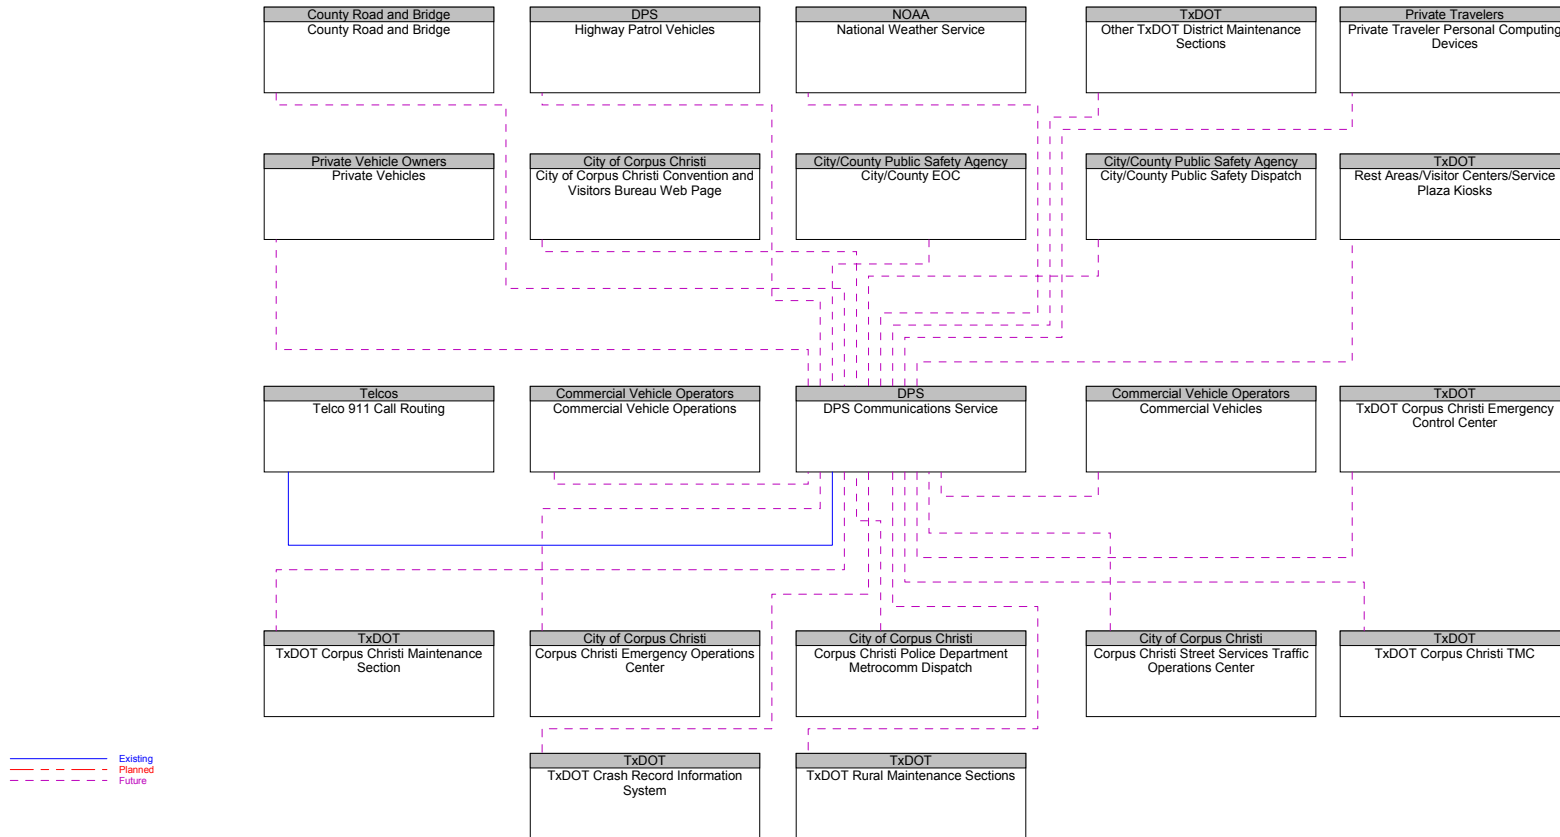 County Road and Bridge
County Road and Bridge
DPS
Highway Patrol Vehicles
NOAA
National Weather Service
TxDOT
Other TxDOT District Maintenance
Sections
Private Travelers
Private Traveler Personal Computing
Devices
Private Vehicle Owners
Private Vehicles
City of Corpus Christi
City of Corpus Christi Convention and
Visitors Bureau Web Page
City/County Public Safety Agency
City/County EOC
City/County Public Safety Agency
City/County Public Safety Dispatch
TxDOT
Rest Areas/Visitor Centers/Service
Plaza Kiosks
Telcos
Telco 911 Call Routing
Commercial Vehicle Operators
Commercial Vehicle Operations
DPS
DPS Communications Service
Commercial Vehicle Operators
Commercial Vehicles
TxDOT
TxDOT Corpus Christi Emergency
Control Center
TxDOT
TxDOT Corpus Christi Maintenance
Section
City of Corpus Christi
Corpus Christi Emergency Operations
Center
City of Corpus Christi
Corpus Christi Police Department
Metrocomm Dispatch
City of Corpus Christi
Corpus Christi Street Services Traffic
Operations Center
TxDOT
TxDOT Corpus Christi TMC
TxDOT
TxDOT Crash Record Information
System
TxDOT
TxDOT Rural Maintenance Sections
Existing
Planned
Future